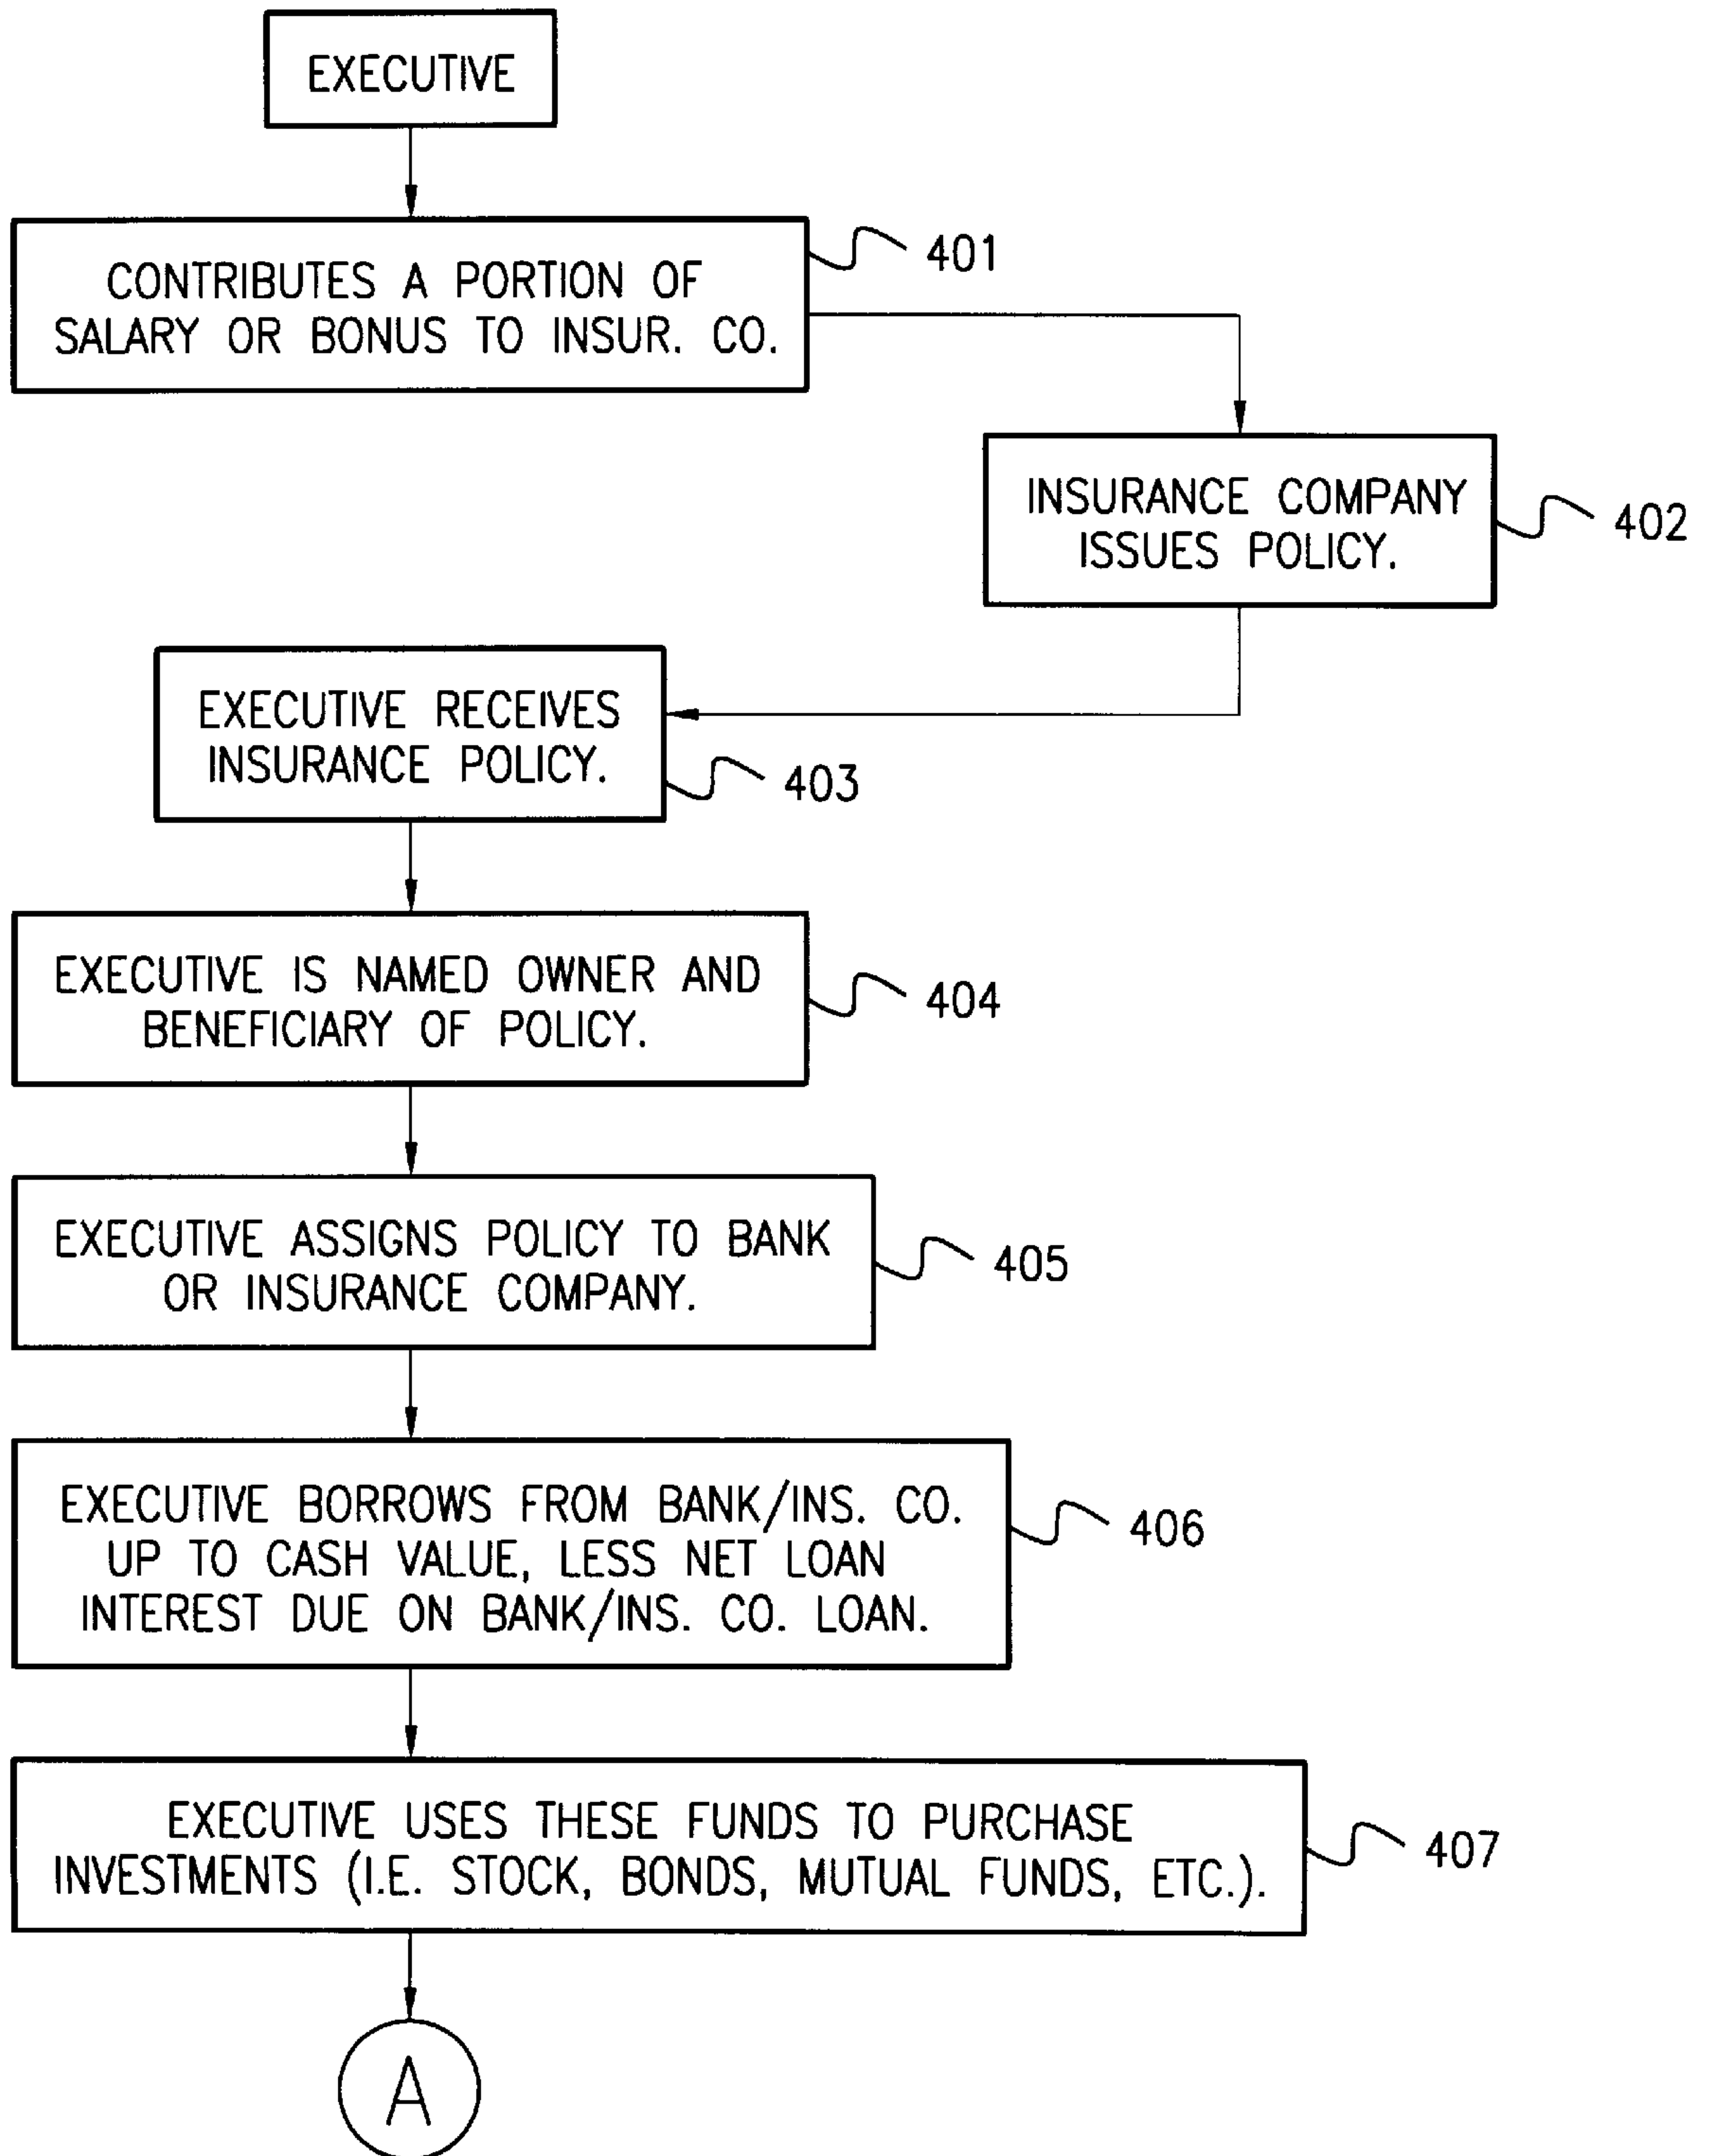 EXECUTIVE
CONTRIBUTES A PORTION OF
SALARY OR BONUS TO INSUR. CO.
401
INSURANCE COMPANY
ISSUES POLICY.
402
EXECUTIVE RECEIVES
INSURANCE POLICY.
403
EXECUTIVE IS NAMED OWNER AND
BENEFICIARY OF POLICY.
404
EXECUTIVE ASSIGNS POLICY TO BANK
OR INSURANCE COMPANY.
405
EXECUTIVE BORROWS FROM BANK/INS. CO.
UP TO CASH VALUE, LESS NET LOAN
INTEREST DUE ON BANK/INS. CO. LOAN.
406
EXECUTIVE USES THESE FUNDS TO PURCHASE
INVESTMENTS (I.E. STOCK, BONDS, MUTUAL FUNDS, ETC.).
407
A